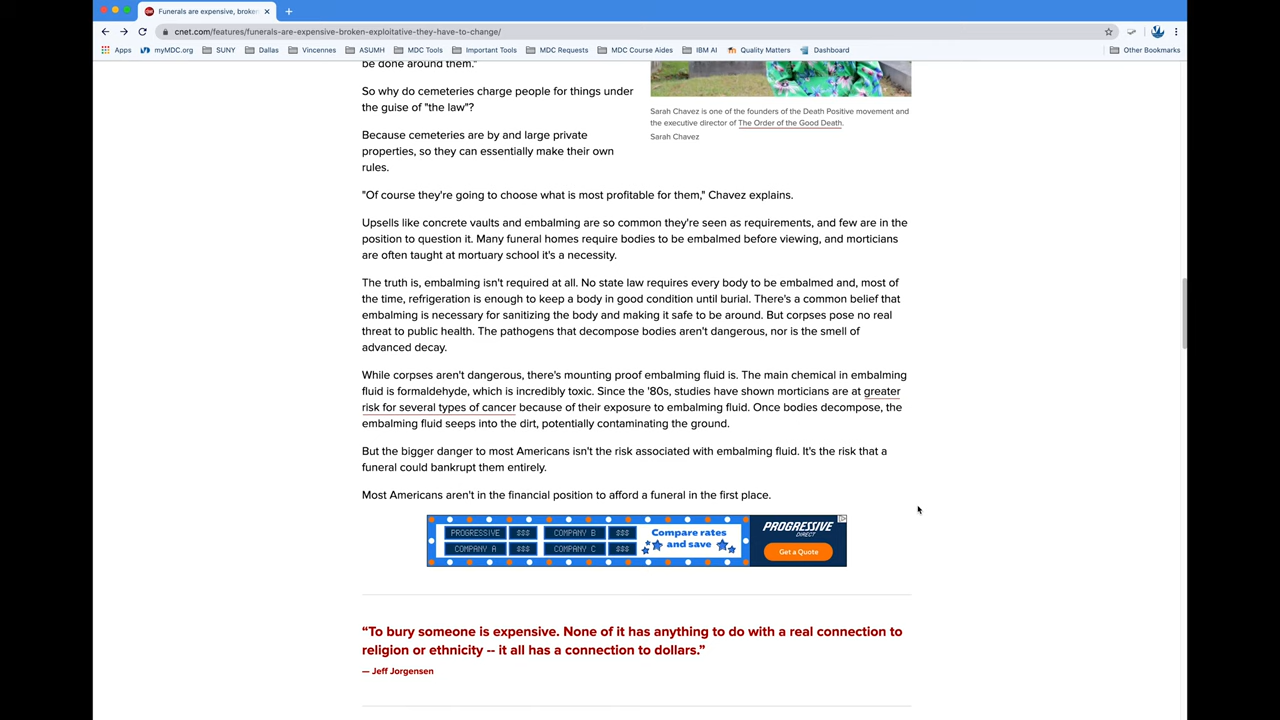 Funerals are expensive, broken
cnet.com/features/funerals-are-expensive-broken-exploitative-they-have-to-change/
Apps myMDC.org SUNY Dallas Vincennes ASUMH MDC Tools Important Tools MDC Requests MDC Course Aides IBM AI Quality Matters Dashboard Other Bookmarks
be done around them."
So why do cemeteries charge people for things under
the guise of "the law"?
Because cemeteries are by and large private
properties, so they can essentially make their own
rules.
Sarah Chavez is one of the founders of the Death Positive movement and
the executive director of The Order of the Good Death.
Sarah Chavez
"Of course they're going to choose what is most profitable for them," Chavez explains.
Upsells like concrete vaults and embalming are so common they're seen as requirements, and few are in the
position to question it. Many funeral homes require bodies to be embalmed before viewing, and morticians
are often taught at mortuary school it's a necessity.
The truth is, embalming isn't required at all. No state law requires every body to be embalmed and, most of
the time, refrigeration is enough to keep a body in good condition until burial. There's a common belief that
embalming is necessary for sanitizing the body and making it safe to be around. But corpses pose no real
threat to public health. The pathogens that decompose bodies aren't dangerous, nor is the smell of
advanced decay.
While corpses aren't dangerous, there's mounting proof embalming fluid is. The main chemical in embalming
fluid is formaldehyde, which is incredibly toxic. Since the '80s, studies have shown morticians are at greater
risk for several types of cancer because of their exposure to embalming fluid. Once bodies decompose, the
embalming fluid seeps into the dirt, potentially contaminating the ground.
But the bigger danger to most Americans isn't the risk associated with embalming fluid. It's the risk that a
funeral could bankrupt them entirely.
Most Americans aren't in the financial position to afford a funeral in the first place.
PROGRESSIVE $$$ COMPANY B $$$
COMPANY A $$$ COMPANY C $$$
Compare rates
and save
PROGRESSIVE
DIRECT
Get a Quote
“To bury someone is expensive. None of it has anything to do with a real connection to
religion or ethnicity -- it all has a connection to dollars.”
— Jeff Jorgensen